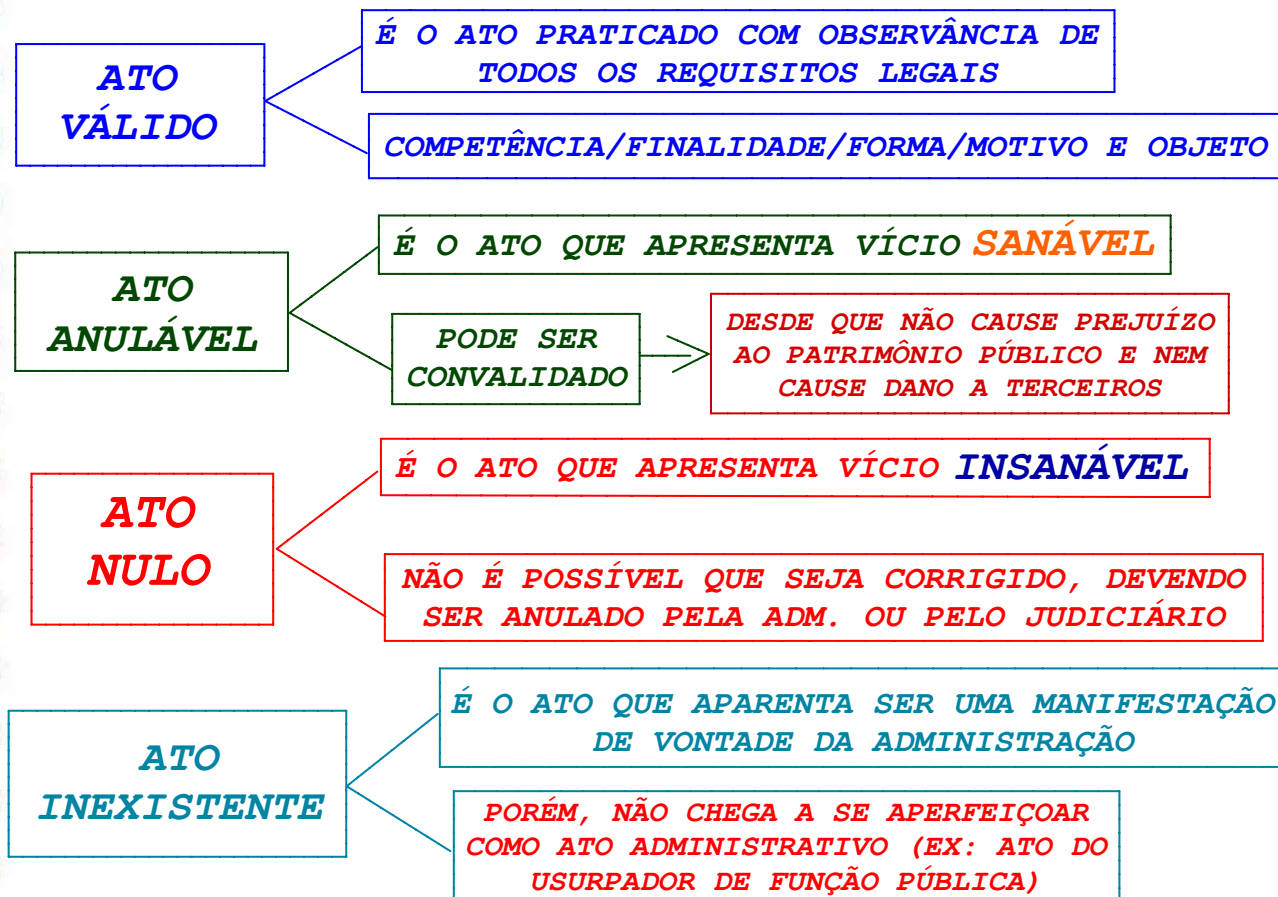 ATO
VÁLIDO
É O ATO PRATICADO COM OBSERVÂNCIA DE
TODOS OS REQUISITOS LEGAIS
COMPETÊNCIA/FINALIDADE/FORMA/MOTIVO E OBJETO
ATO
ANULÁVEL
É O ATO QUE APRESENTA VÍCIO SANÁVEL
PODE SER
CONVALIDADO
DESDE QUE NÃO CAUSE PREJUÍZO
AO PATRIMÔNIO PÚBLICO E NEM
CAUSE DANO A TERCEIROS
ATO
NULO
É O ATO QUE APRESENTA VÍCIO INSANÁVEL
NÃO É POSSÍVEL QUE SEJA CORRIGIDO, DEVENDO
SER ANULADO PELA ADM. OU PELO JUDICIÁRIO
ATO
INEXISTENTE
É O ATO QUE APARENTA SER UMA MANIFESTAÇÃO
DE VONTADE DA ADMINISTRAÇÃO
PORÉM, NÃO CHEGA A SE APERFEIÇOAR
COMO ATO ADMINISTRATIVO (EX: ATO DO
USURPADOR DE FUNÇÃO PÚBLICA)